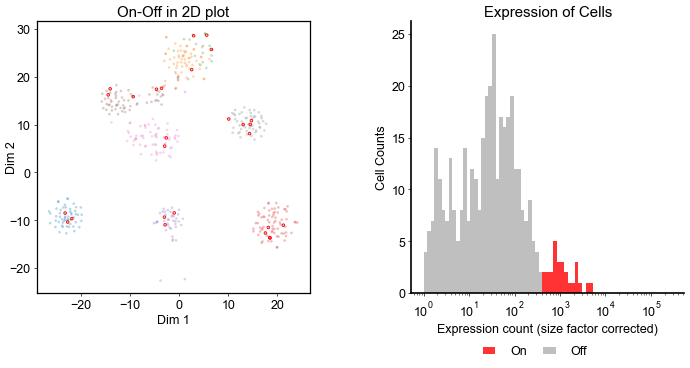 On-Off in 2D plot
30
20
10
0
−10
−20
Dim 2
−20 −10 0 10 20
Dim 1
Expression of Cells
25
20
15
10
5
0
Cell Counts
10^0 10^1 10^2 10^3 10^4 10^5
Expression count (size factor corrected)
On Off